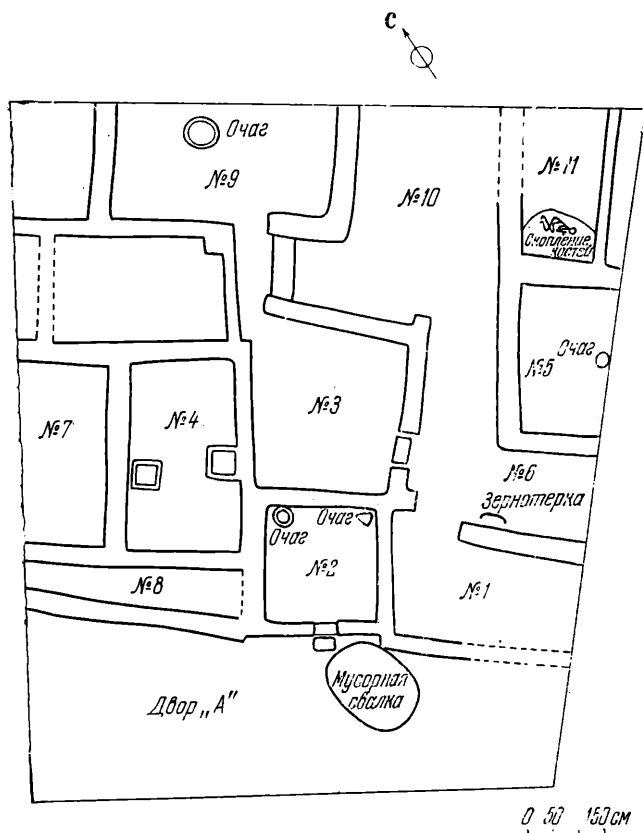 С
Очаг
№9
№10
№11
Скопление
костей
Очаг
№5
№7
№4
№3
№6
Зернотерка
Очаг
Очаг
№2
№8
№1
Мусорная
свалка
Двор „А"
0 50 150 см